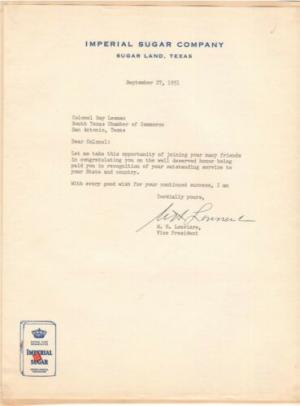 IMPERIAL SUGAR COMPANY
SUGAR LAND, TEXAS
September 27, 1951
Colonel Ray Leeman
South Texas Chamber of Commerce
San Antonio, Texas
Dear Colonel:
Let me take this opportunity of joining your many friends
in congratulating you on the well deserved honor being
paid you in recognition of your outstanding service to
your State and country.
With every good wish for your continued success, I am
Cordially yours,
W. H. Louviere,
Vice President
IMPERIAL
SUGAR